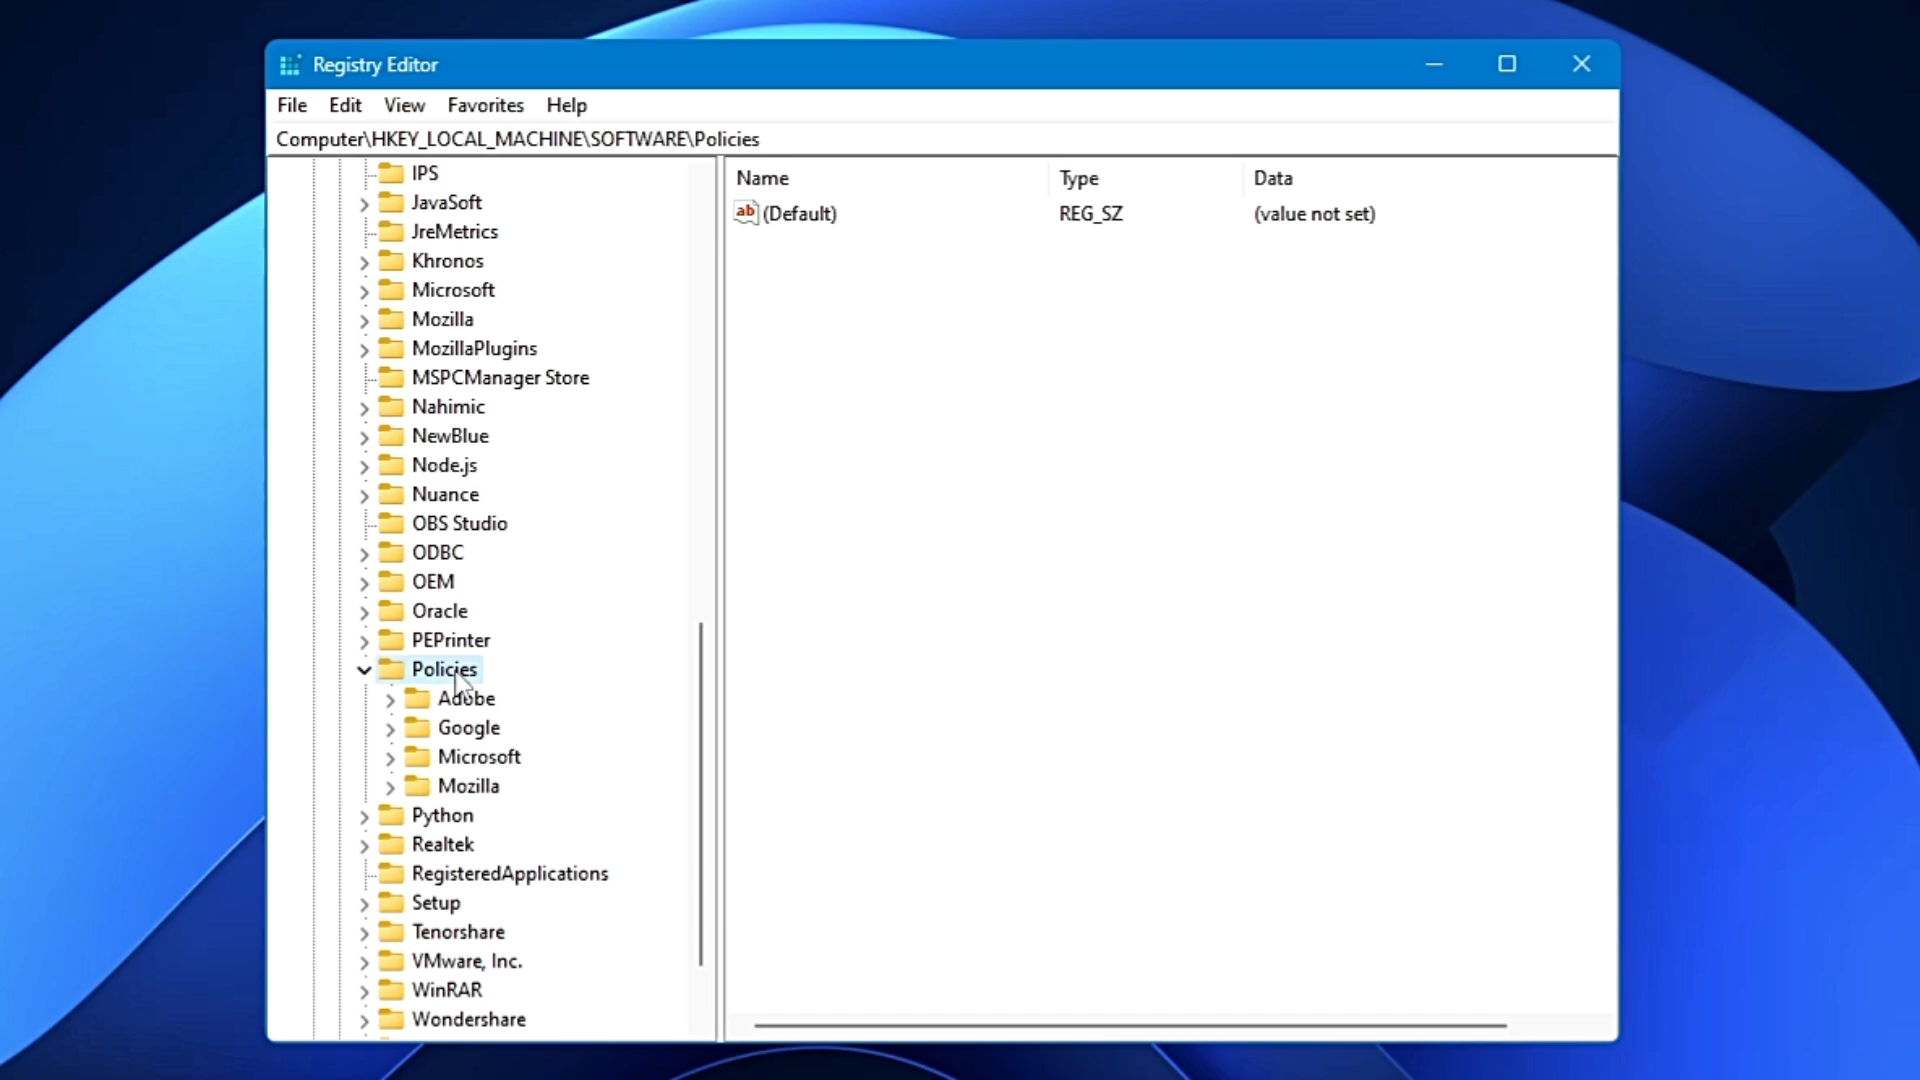 Registry Editor
File Edit View Favorites Help
Computer\HKEY_LOCAL_MACHINE\SOFTWARE\Policies
IPS
JavaSoft
JreMetrics
Khronos
Microsoft
Mozilla
MozillaPlugins
MSPCManager Store
Nahimic
NewBlue
Node.js
Nuance
OBS Studio
ODBC
OEM
Oracle
PEPrinter
Policies
Adobe
Google
Microsoft
Mozilla
Python
Realtek
RegisteredApplications
Setup
Tenorshare
VMware, Inc.
WinRAR
Wondershare
Name Type Data
ab (Default) REG_SZ (value not set)